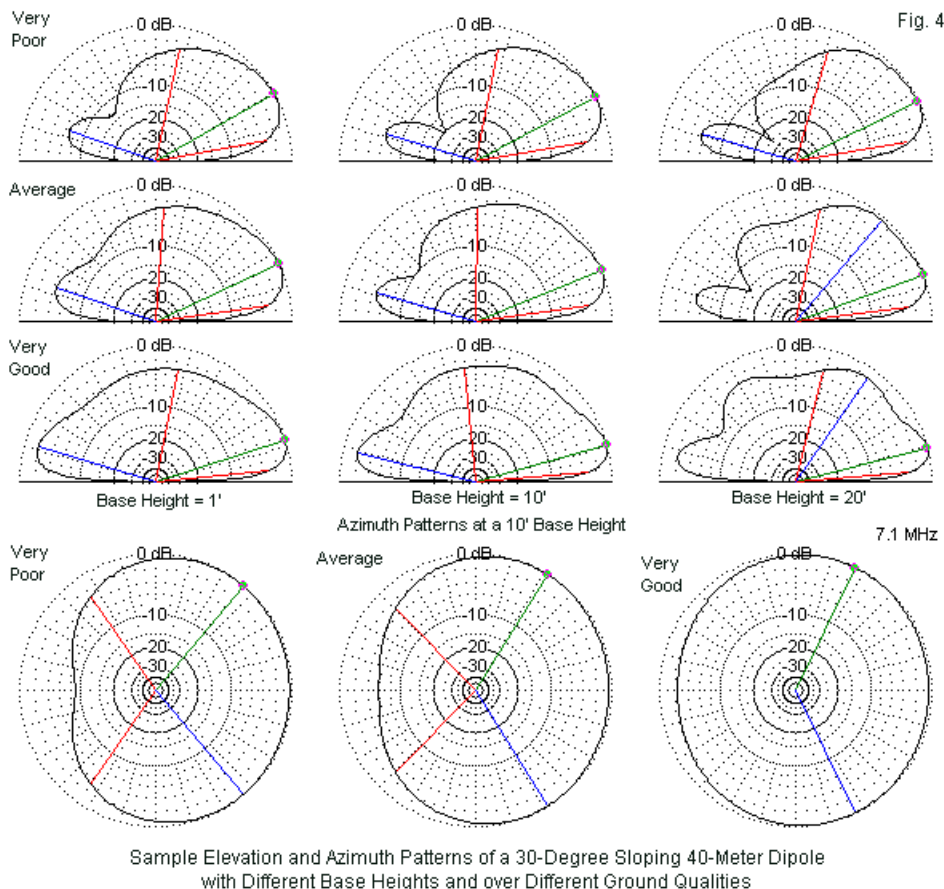 Very
Poor
0 dB
Fig. 4
0 dB
0 dB
-10
20
30
-10
20
30
-10
20
30
Average
0 dB
0 dB
0 dB
-10
20
30
-10
20
30
-10
20
30
Very
Good
0 dB
0 dB
0 dB
-10
20
30
-10
20
30
-10
20
30
Base Height = 1'
Base Height = 10'
Base Height = 20'
Azimuth Patterns at a 10' Base Height
7.1 MHz
Very
Poor
0 dB
Average
0 dB
Very
Good
0 dB
-10
20
-30
-10
20
-30
-10
20
-30
Sample Elevation and Azimuth Patterns of a 30-Degree Sloping 40-Meter Dipole
with Different Base Heights and over Different Ground Qualities